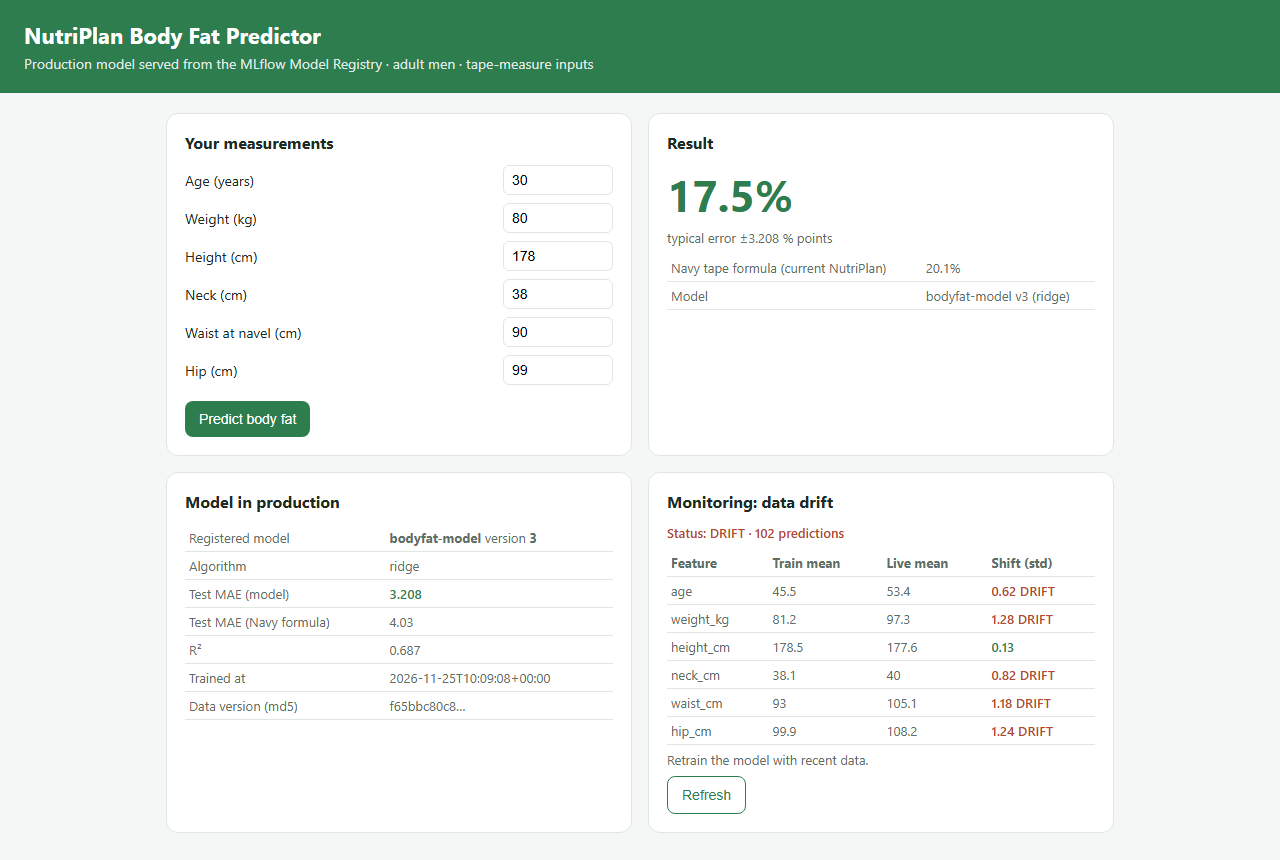 NutriPlan Body Fat Predictor
Production model served from the MLflow Model Registry · adult men · tape-measure inputs
Your measurements
Age (years) 30
Weight (kg) 80
Height (cm) 178
Neck (cm) 38
Waist at navel (cm) 90
Hip (cm) 99
Predict body fat
Result
17.5%
typical error ±3.208 % points
Navy tape formula (current NutriPlan) 20.1%
Model bodyfat-model v3 (ridge)
Model in production
Registered model bodyfat-model version 3
Algorithm ridge
Test MAE (model) 3.208
Test MAE (Navy formula) 4.03
R² 0.687
Trained at 2026-11-25T10:09:08+00:00
Data version (md5) f65bbc80c8...
Monitoring: data drift
Status: DRIFT · 102 predictions
Feature Train mean Live mean Shift (std)
age 45.5 53.4 0.62 DRIFT
weight_kg 81.2 97.3 1.28 DRIFT
height_cm 178.5 177.6 0.13
neck_cm 38.1 40 0.82 DRIFT
waist_cm 93 105.1 1.18 DRIFT
hip_cm 99.9 108.2 1.24 DRIFT
Retrain the model with recent data.
Refresh